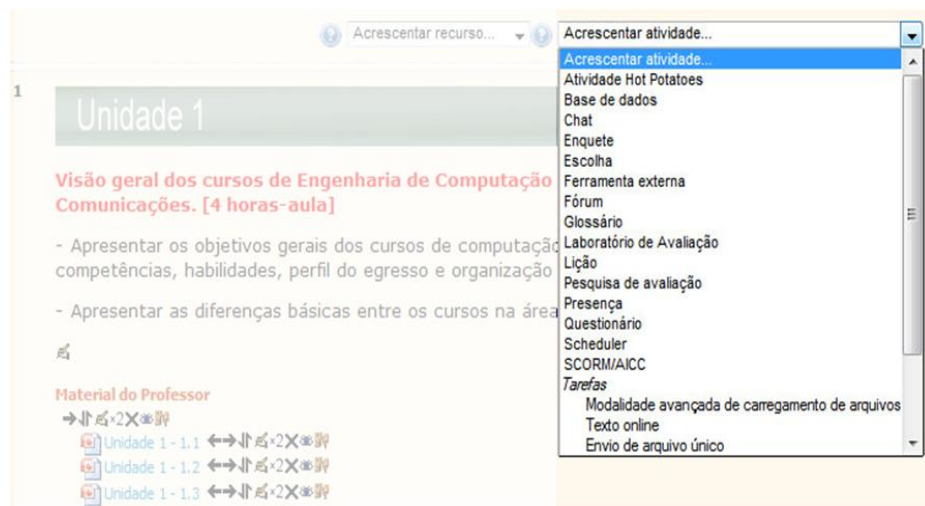 Acrescentar recurso...
Acrescentar atividade...
Acrescentar atividade...
Atividade Hot Potatoes
Base de dados
Chat
Enquete
Escolha
Ferramenta externa
Fórum
Glossário
Laboratório de Avaliação
Lição
Pesquisa de avaliação
Presença
Questionário
Scheduler
SCORM/AICC
Tarefas
Modalidade avançada de carregamento de arquivos
Texto online
Envio de arquivo único
1
Unidade 1
Visão geral dos cursos de Engenharia de Computação
Comunicações. [4 horas-aula]
- Apresentar os objetivos gerais dos cursos de computação
competências, habilidades, perfil do egresso e organização
- Apresentar as diferenças básicas entre os cursos na área
Material do Professor
×2
Unidade 1 - 1.1 ×2
Unidade 1 - 1.2 ×2
Unidade 1 - 1.3 ×2